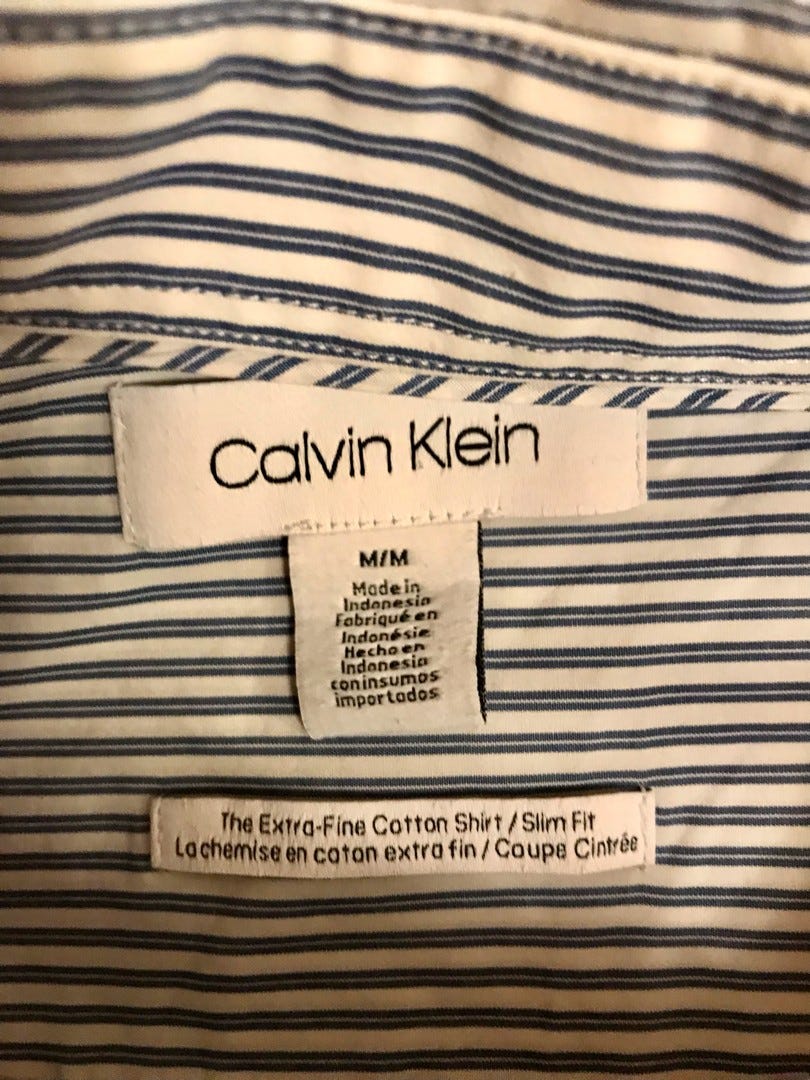 Calvin Klein
M/M
Made in
Indonesia
Fabriqué en
Indonésie
Hecho en
Indonesia
con insumos
importados
The Extra-Fine Cotton Shirt / Slim Fit
La chemise en coton extra fin / Coupe Cintrée